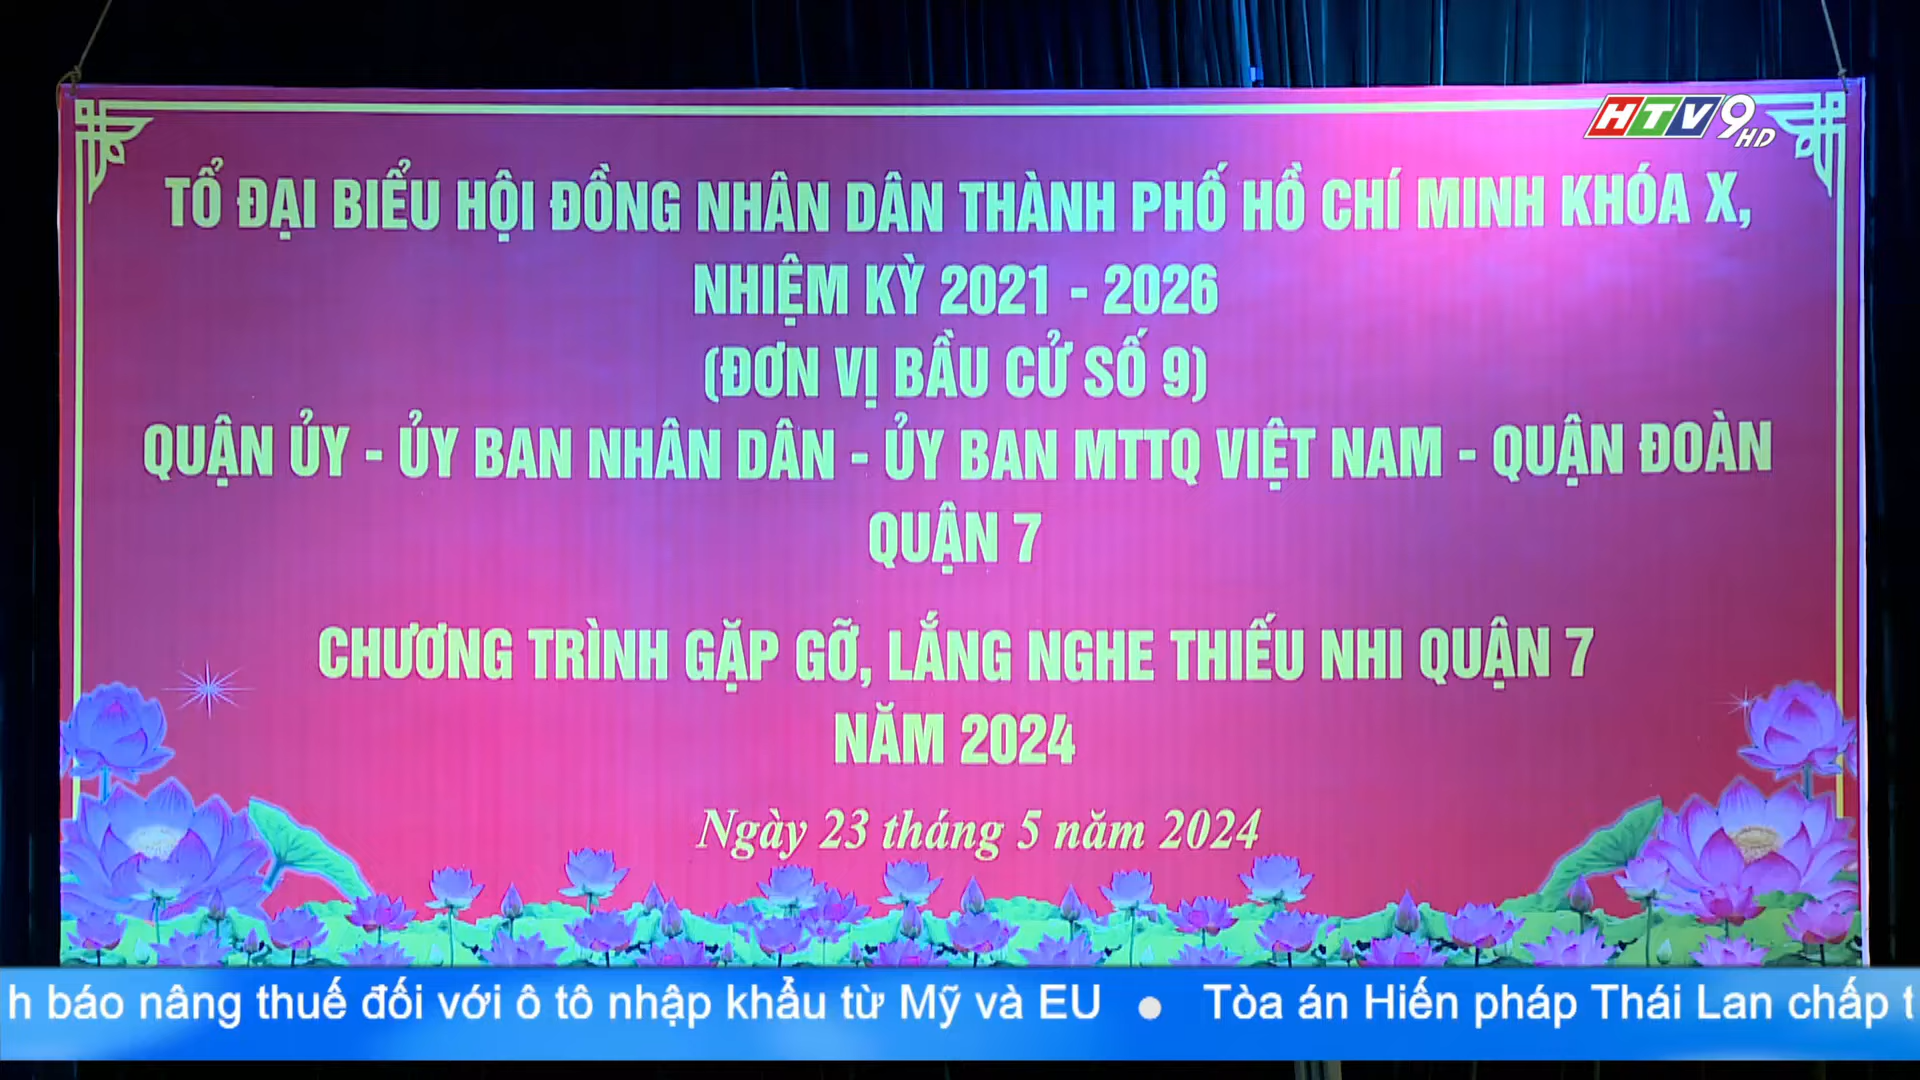 HTV9 HD
TỔ ĐẠI BIỂU HỘI ĐỒNG NHÂN DÂN THÀNH PHỐ HỒ CHÍ MINH KHÓA X,
NHIỆM KỲ 2021 - 2026
(ĐƠN VỊ BẦU CỬ SỐ 9)
QUẬN ỦY - ỦY BAN NHÂN DÂN - ỦY BAN MTTQ VIỆT NAM - QUẬN ĐOÀN
QUẬN 7
CHƯƠNG TRÌNH GẶP GỠ, LẮNG NGHE THIẾU NHI QUẬN 7
NĂM 2024
Ngày 23 tháng 5 năm 2024
h báo nâng thuế đối với ô tô nhập khẩu từ Mỹ và EU ● Tòa án Hiến pháp Thái Lan chấp t